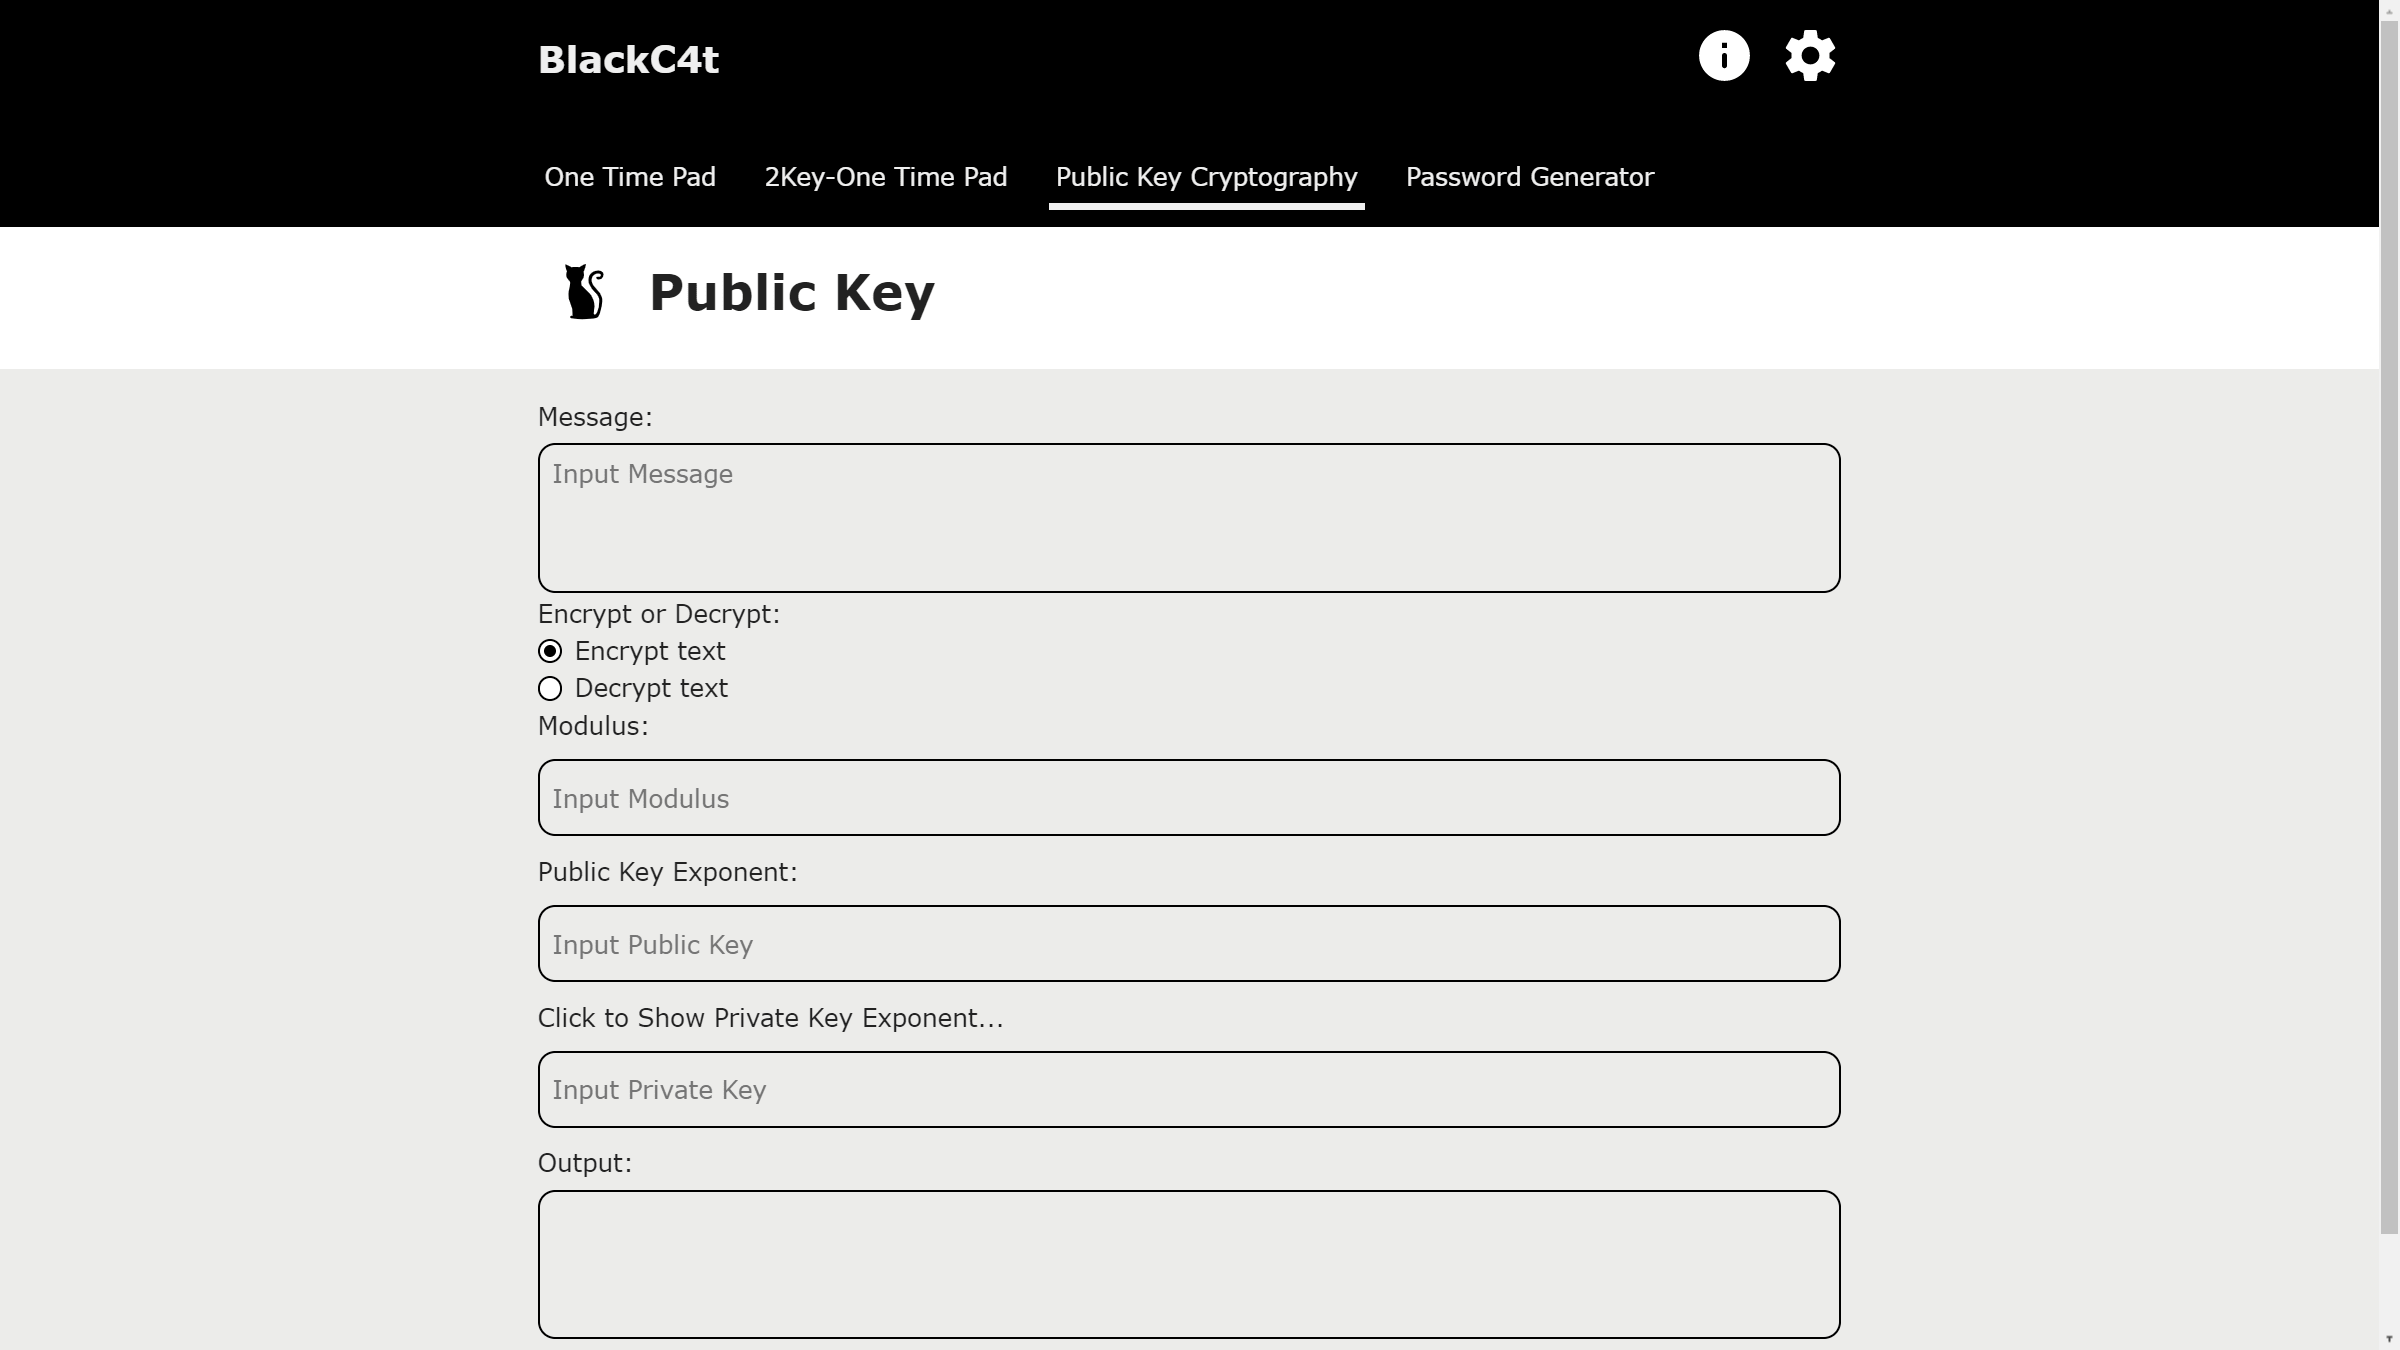 BlackC4t
One Time Pad 2Key-One Time Pad Public Key Cryptography Password Generator
Public Key
Message:
Input Message
Encrypt or Decrypt:
Encrypt text
Decrypt text
Modulus:
Input Modulus
Public Key Exponent:
Input Public Key
Click to Show Private Key Exponent...
Input Private Key
Output: